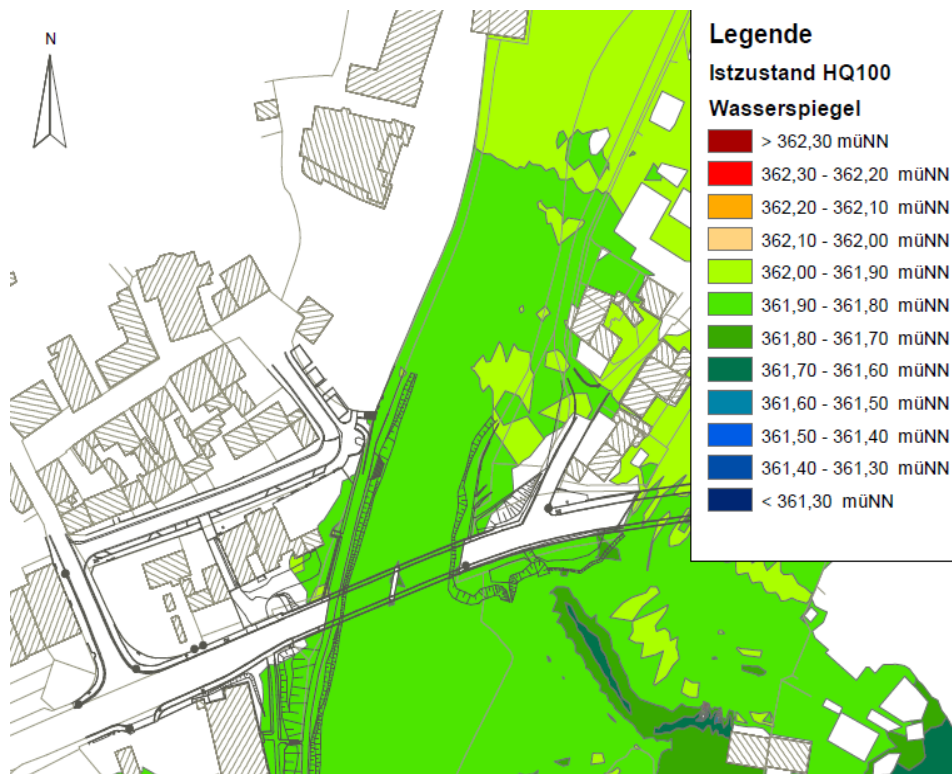 N
Legende
Istzustand HQ100
Wasserspiegel
> 362,30 müNN
362,30 - 362,20 müNN
362,20 - 362,10 müNN
362,10 - 362,00 müNN
362,00 - 361,90 müNN
361,90 - 361,80 müNN
361,80 - 361,70 müNN
361,70 - 361,60 müNN
361,60 - 361,50 müNN
361,50 - 361,40 müNN
361,40 - 361,30 müNN
< 361,30 müNN